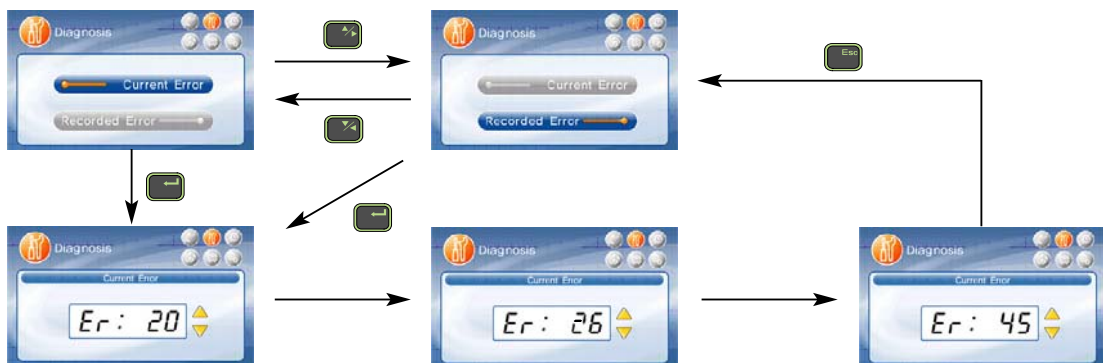 Diagnosis
Current Error
Recorded Error
Diagnosis
Current Error
Recorded Error
Esc
Diagnosis
Current Error
Er: 20
Diagnosis
Current Error
Er: 26
Diagnosis
Current Error
Er: 45